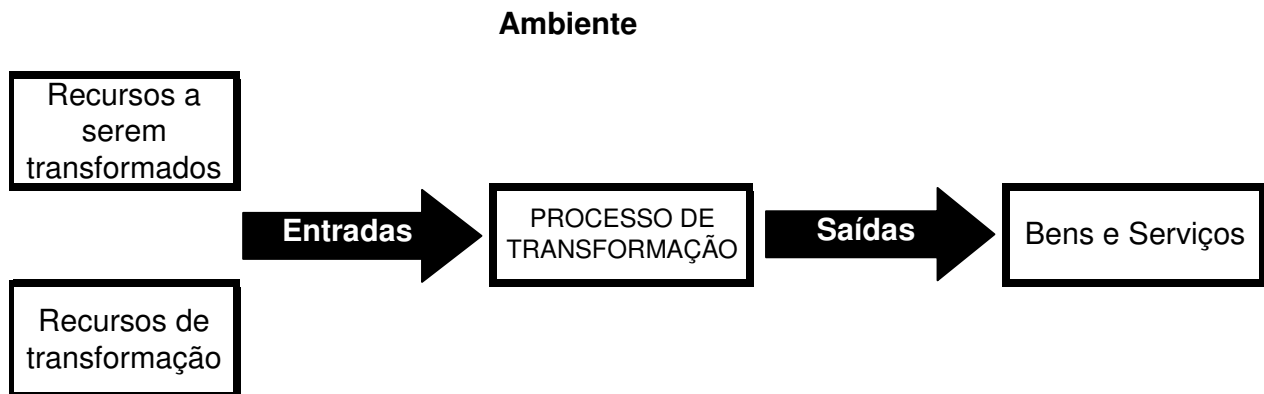 Ambiente
Recursos a
serem
transformados
Entradas
PROCESSO DE
TRANSFORMAÇÃO
Saídas
Bens e Serviços
Recursos de
transformação